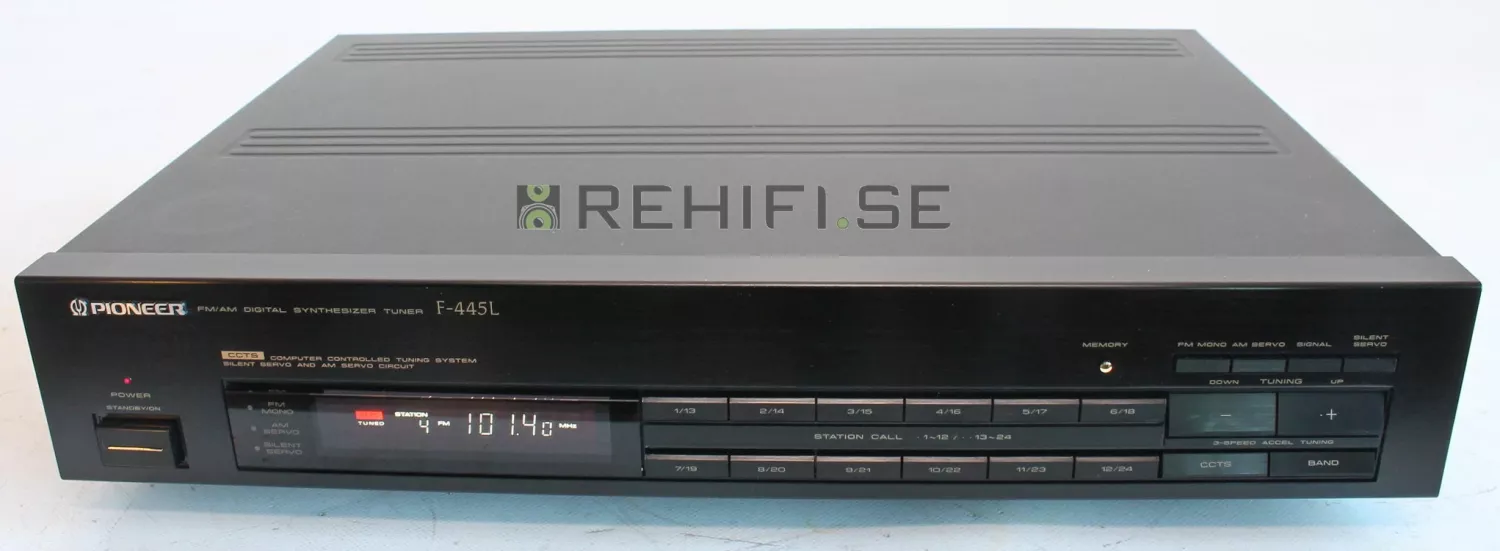 REHIFI.SE
PIONEER FM/AM DIGITAL SYNTHESIZER TUNER F-445L
CCTS COMPUTER CONTROLLED TUNING SYSTEM
SILENT SERVO AND AM SERVO CIRCUIT
MEMORY
FM MONO AM SERVO SIGNAL SILENT SERVO
DOWN TUNING UP
POWER
STANDBY/ON
FM MONO
AM SERVO
SILENT SERVO
TUNED
STATION
4 FM 101.40 MHz
1/13 2/14 3/15 4/16 5/17 6/18
- +
STATION CALL ·1~12 / ··13~24
3-SPEED ACCEL TUNING
7/19 8/20 9/21 10/22 11/23 12/24
CCTS BAND